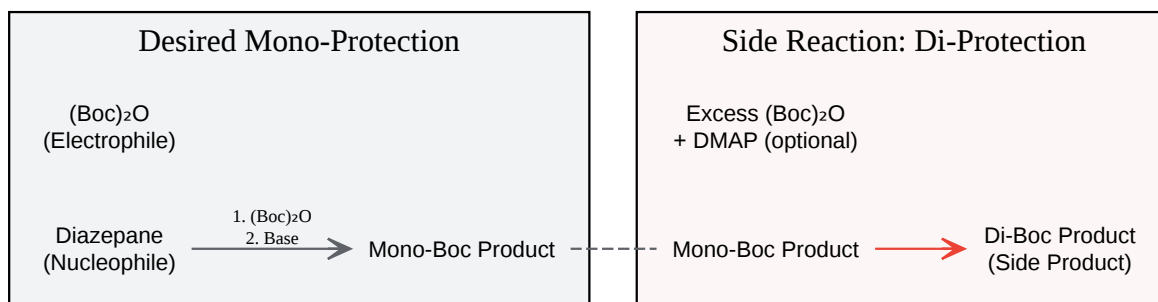 Desired Mono-Protection
(Boc)₂O
(Electrophile)
Diazepane
(Nucleophile)
1. (Boc)₂O
2. Base
Mono-Boc Product
Side Reaction: Di-Protection
Excess (Boc)₂O
+ DMAP (optional)
Mono-Boc Product
Di-Boc Product
(Side Product)